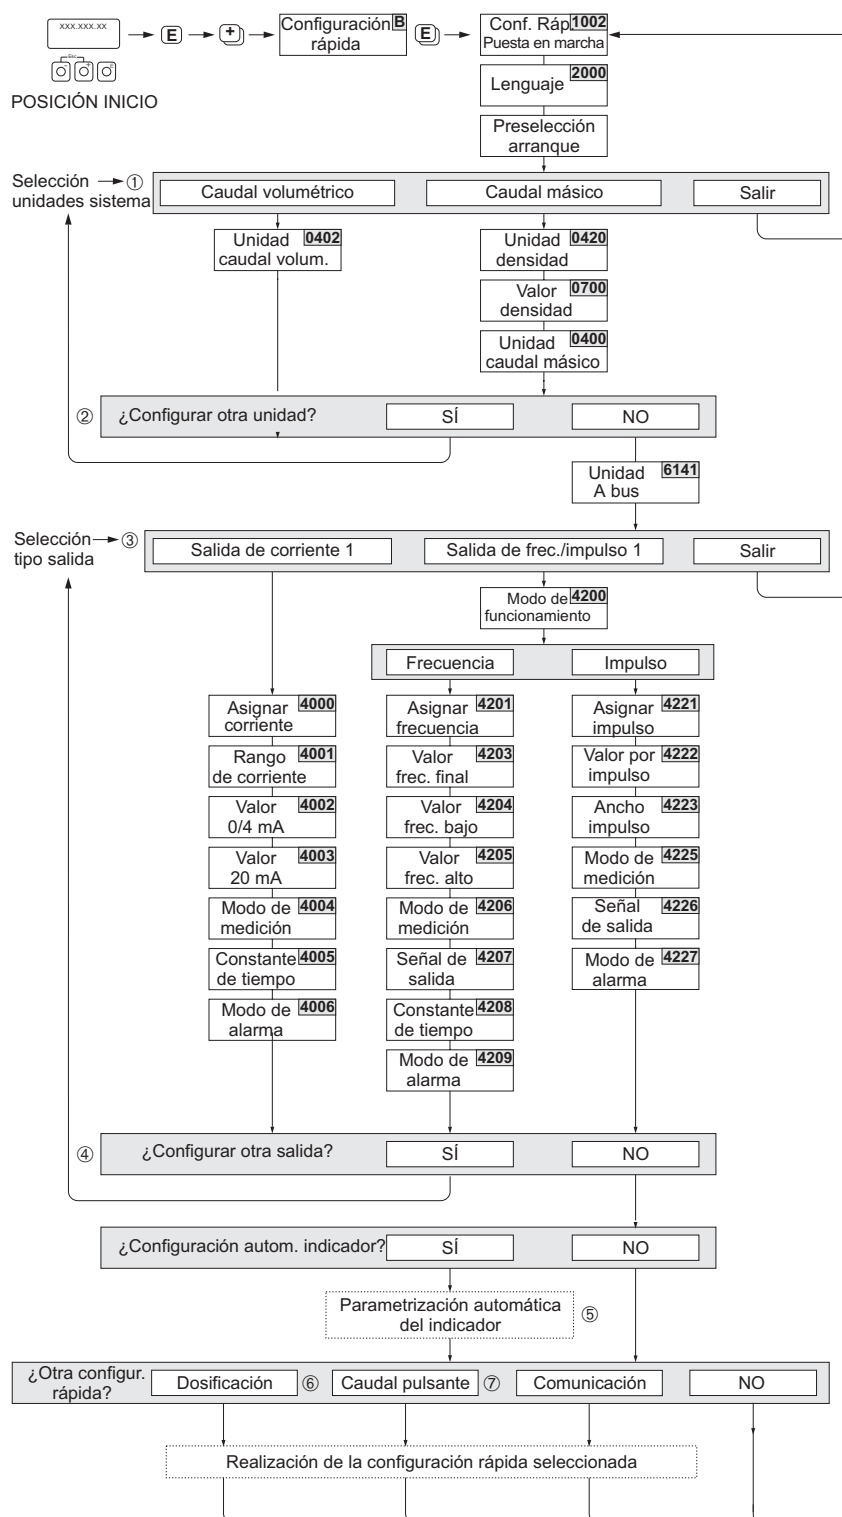 xxx.xxx.xx
Esc
E
+
Configuración B
rápida
E
Conf. Ráp. 1002
Puesta en marcha
POSICIÓN INICIO
Lenguaje 2000
Preselección
arranque
Selección
unidades sistema
①
Caudal volumétrico
Caudal másico
Salir
Unidad 0402
caudal volum.
Unidad 0420
densidad
Valor 0700
densidad
Unidad 0400
caudal másico
②
¿Configurar otra unidad?
SÍ
NO
Unidad 6141
A bus
Selección
tipo salida
③
Salida de corriente 1
Salida de frec./impulso 1
Salir
Modo de 4200
funcionamiento
Frecuencia
Impulso
Asignar 4000
corriente
Rango 4001
de corriente
Valor 4002
0/4 mA
Valor 4003
20 mA
Modo de 4004
medición
Constante 4005
de tiempo
Modo de 4006
alarma
Asignar 4201
frecuencia
Valor 4203
frec. final
Valor 4204
frec. bajo
Valor 4205
frec. alto
Modo de 4206
medición
Señal de 4207
salida
Constante 4208
de tiempo
Modo de 4209
alarma
Asignar 4221
impulso
Valor por 4222
impulso
Ancho 4223
impulso
Modo de 4225
medición
Señal 4226
de salida
Modo de 4227
alarma
④
¿Configurar otra salida?
SÍ
NO
¿Configuración autom. indicador?
SÍ
NO
Parametrización automática
del indicador
⑤
¿Otra configur.
rápida?
Dosificación
⑥
Caudal pulsante
⑦
Comunicación
NO
Realización de la configuración rápida seleccionada